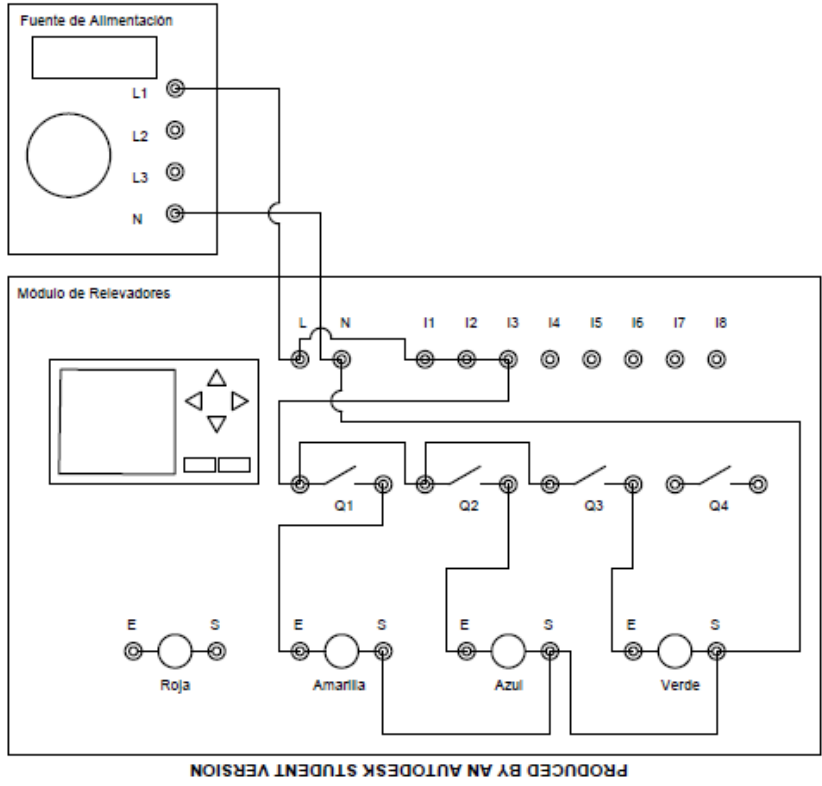 Fuente de Alimentación
L1
L2
L3
N
Módulo de Relevadores
L N I1 I2 I3 I4 I5 I6 I7 I8
Q1 Q2 Q3 Q4
E S E S E S E S
Roja Amarilla Azul Verde
PRODUCED BY AN AUTODESK STUDENT VERSION